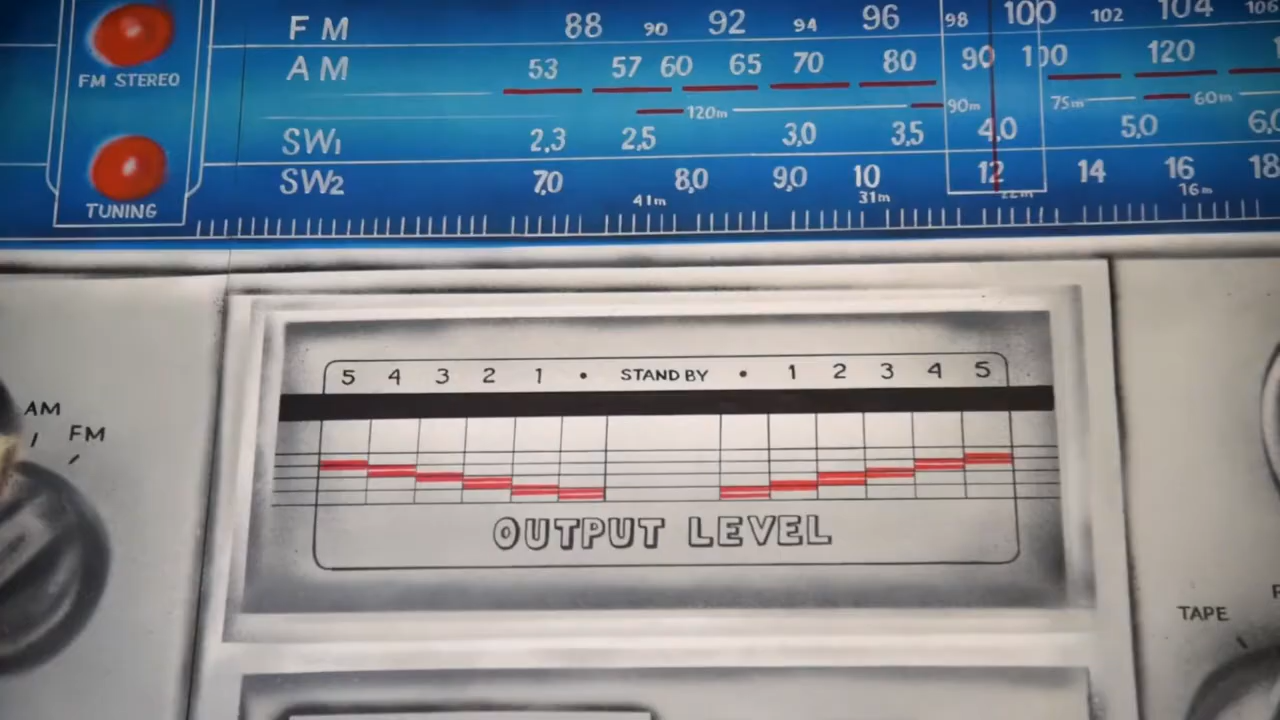 FM 88 90 92 94 96 98 100 102 104 106
AM 53 57 60 65 70 80 90 100 120
120m 90m 75m 60m
SW1 2,3 2,5 3,0 3,5 4,0 5,0 6,0
SW2 7,0 8,0 9,0 10 12 14 16 18
41m 31m 22m 16m
FM STEREO
TUNING
5 4 3 2 1 • STAND BY • 1 2 3 4 5
OUTPUT LEVEL
AM
FM
TAPE